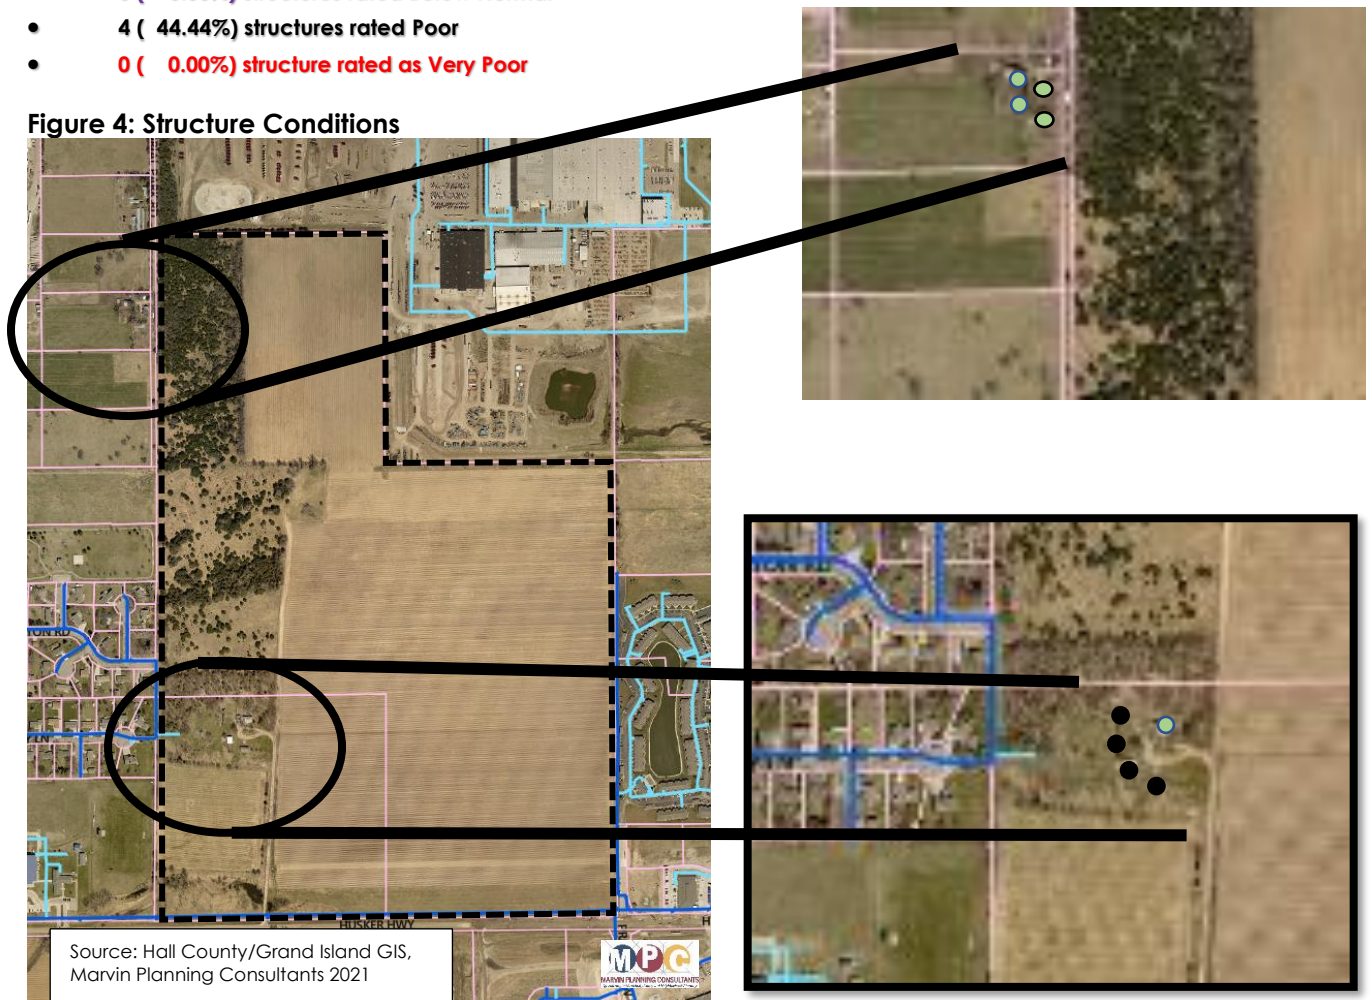 • 4 ( 44.44%) structures rated Poor
• 0 ( 0.00%) structure rated as Very Poor
Figure 4: Structure Conditions
HUSKER HWY
Source: Hall County/Grand Island GIS,
Marvin Planning Consultants 2021
MPC
MARVIN PLANNING CONSULTANTS